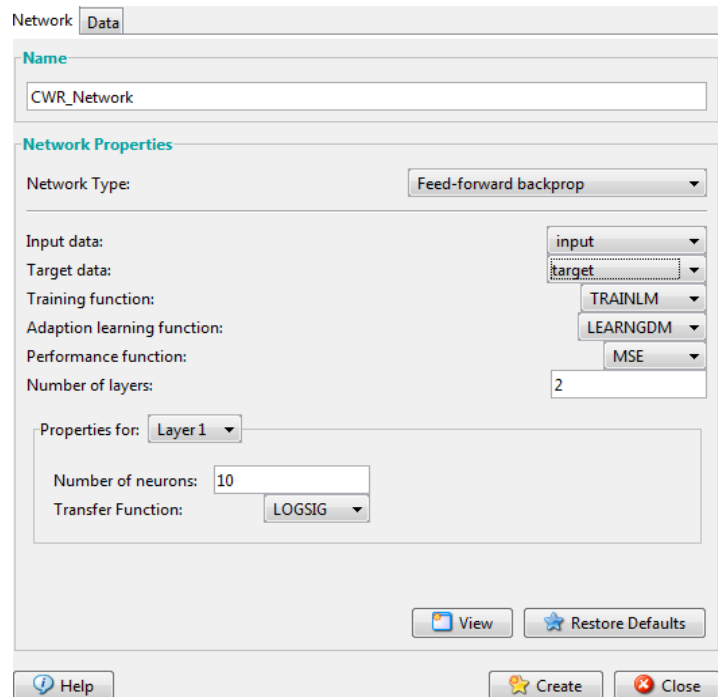 Network Data
Name
CWR_Network
Network Properties
Network Type: Feed-forward backprop
Input data: input
Target data: target
Training function: TRAINLM
Adaption learning function: LEARNGDM
Performance function: MSE
Number of layers: 2
Properties for: Layer 1
Number of neurons: 10
Transfer Function: LOGSIG
View Restore Defaults
Help Create Close